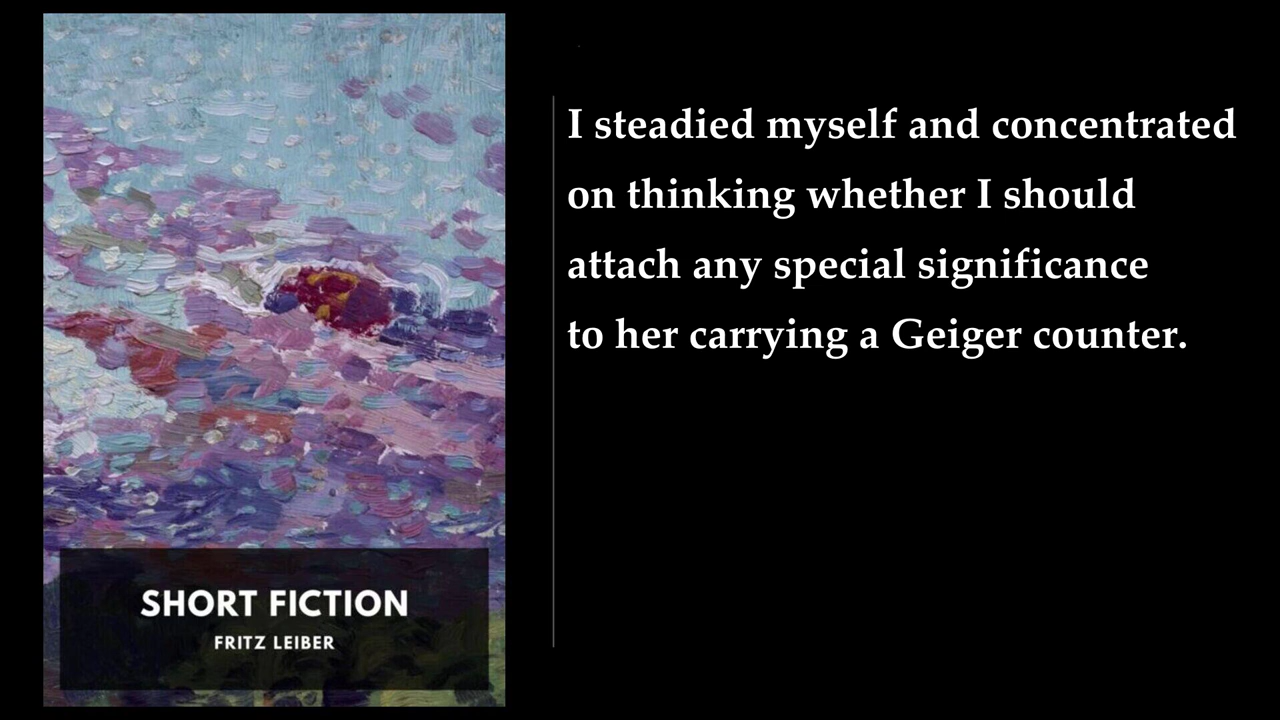 SHORT FICTION
FRITZ LEIBER
I steadied myself and concentrated
on thinking whether I should
attach any special significance
to her carrying a Geiger counter.